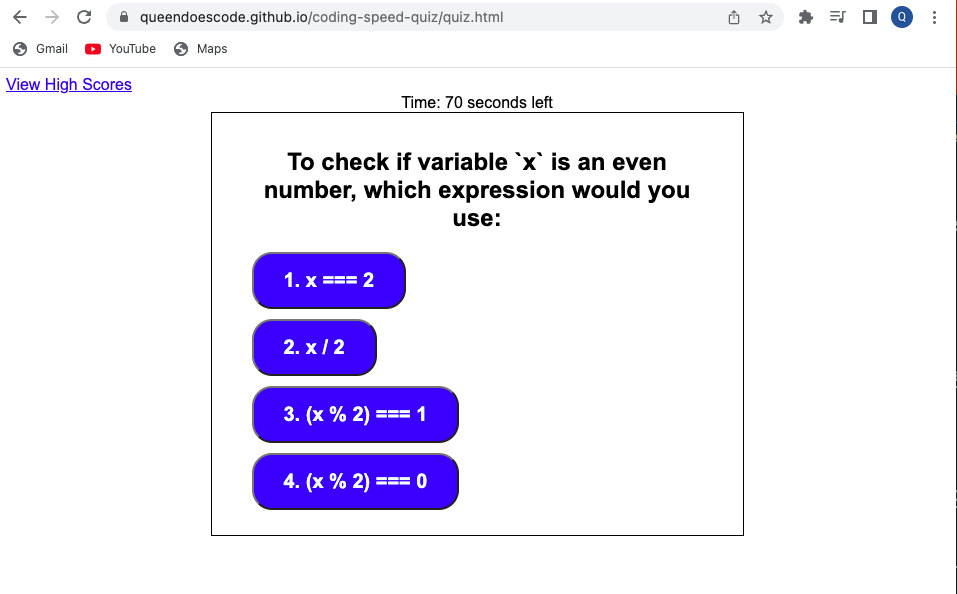 queendoescode.github.io/coding-speed-quiz/quiz.html
Q
Gmail YouTube Maps
View High Scores
Time: 70 seconds left
To check if variable `x` is an even
number, which expression would you
use:
1. x === 2
2. x / 2
3. (x % 2) === 1
4. (x % 2) === 0